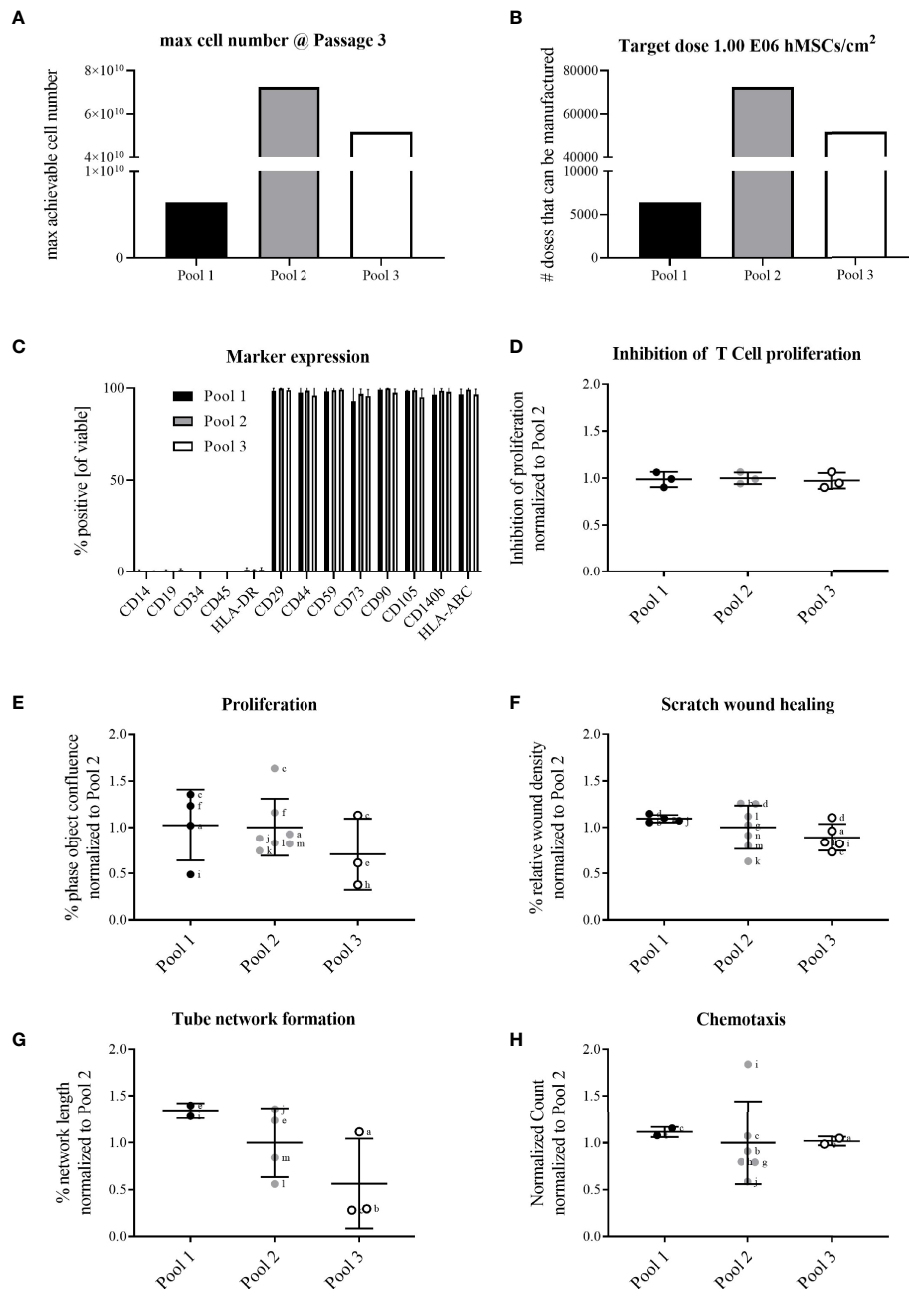 A
max cell number @ Passage 3
max achievable cell number
8×10¹⁰
6×10¹⁰
4×10¹⁰
1×10¹⁰
0
Pool 1
Pool 2
Pool 3
B
Target dose 1.00 E06 hMSCs/cm²
# doses that can be manufactured
80000
60000
40000
10000
5000
0
Pool 1
Pool 2
Pool 3
C
Marker expression
% positive [of viable]
100
50
0
Pool 1
Pool 2
Pool 3
CD14
CD19
CD34
CD45
HLA-DR
CD29
CD44
CD59
CD73
CD90
CD105
CD140b
HLA-ABC
D
Inhibition of T Cell proliferation
Inhibition of proliferation
normalized to Pool 2
2.0
1.5
1.0
0.5
0.0
Pool 1
Pool 2
Pool 3
E
Proliferation
% phase object confluence
normalized to Pool 2
2.0
1.5
1.0
0.5
0.0
e
f
a
i
c
f
a
j
l
m
k
c
e
h
Pool 1
Pool 2
Pool 3
F
Scratch wound healing
% relative wound density
normalized to Pool 2
2.0
1.5
1.0
0.5
0.0
d
j
b
d
l
g
n
m
k
d
a
i
c
Pool 1
Pool 2
Pool 3
G
Tube network formation
% network length
normalized to Pool 2
2.0
1.5
1.0
0.5
0.0
e
i
j
e
m
l
a
b
Pool 1
Pool 2
Pool 3
H
Chemotaxis
Normalized Count
normalized to Pool 2
2.0
1.5
1.0
0.5
0.0
c
i
c
b
g
j
a
Pool 1
Pool 2
Pool 3